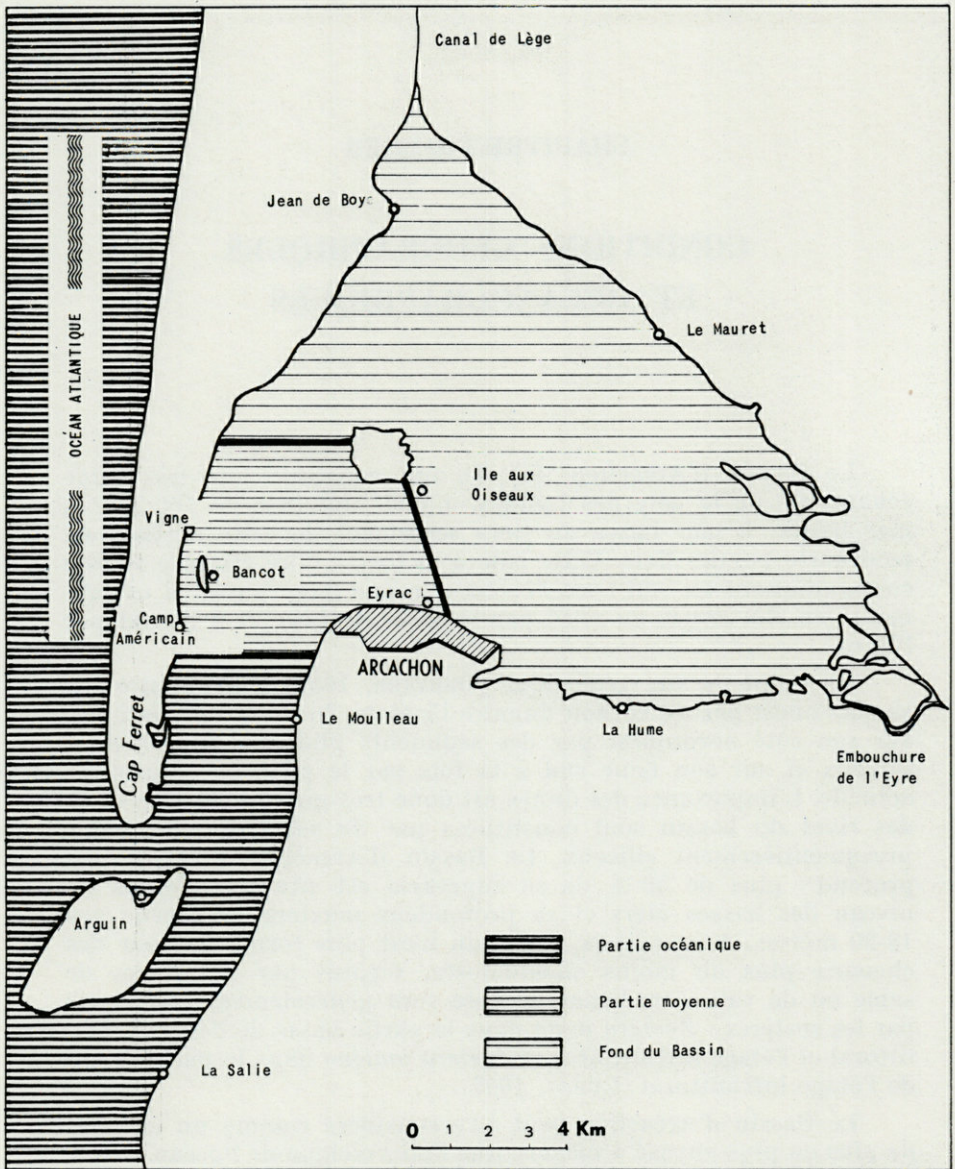 Canal de Lège
Jean de Boyc
Le Mauret
OCÉAN ATLANTIQUE
Ile aux
Oiseaux
Vigne
Bancot
Eyrac
Camp
Américain
ARCACHON
Cap Ferret
Le Moulleau
La Hume
Embouchure
de l'Eyre
Arguin
Partie océanique
Partie moyenne
Fond du Bassin
La Salie
0 1 2 3 4 Km